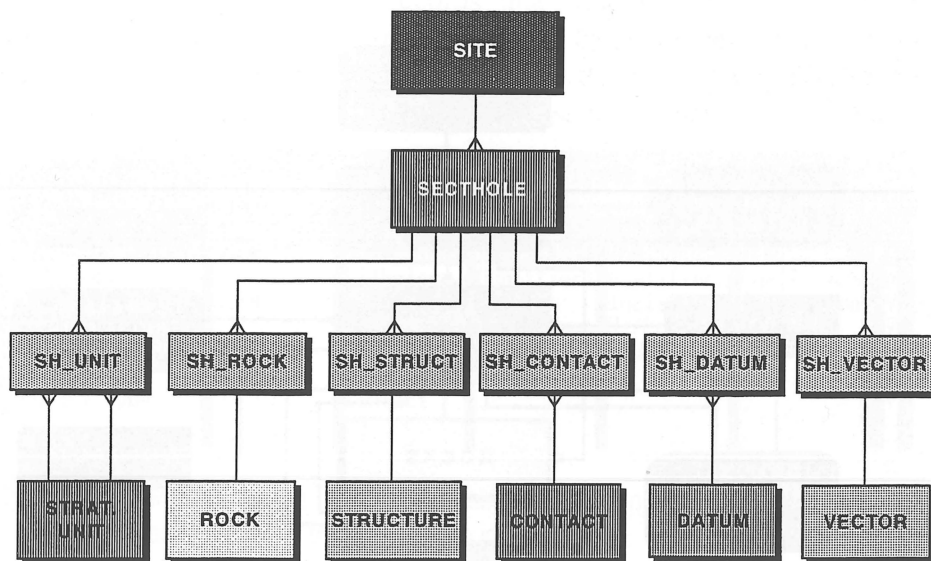 SITE
SECTHOLE
SH_UNIT
SH_ROCK
SH_STRUCT
SH_CONTACT
SH_DATUM
SH_VECTOR
STRAT.
UNIT
ROCK
STRUCTURE
CONTACT
DATUM
VECTOR